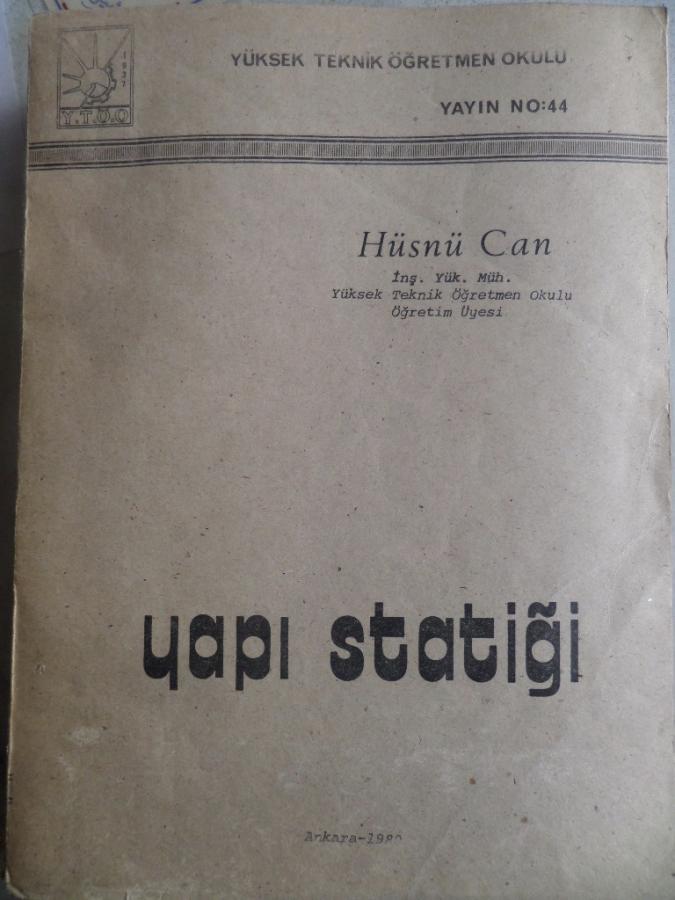 1937
Y.T.Ö.O
YÜKSEK TEKNİK ÖĞRETMEN OKULU
YAYIN NO:44
Hüsnü Can
İnş. Yük. Müh.
Yüksek Teknik Öğretmen Okulu
Öğretim Üyesi
yapı statiği